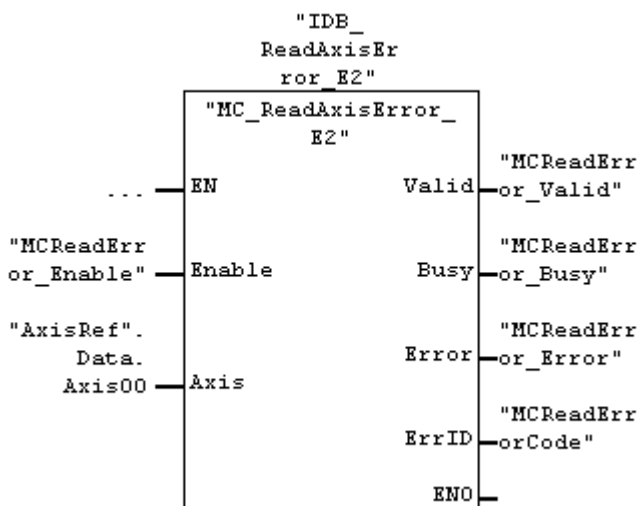 "IDB_
ReadAxisEr
ror_E2"
"MC_ReadAxisError_
E2"
... EN Valid "MCReadErr
or_Valid"
"MCReadErr
or_Enable" Enable Busy "MCReadErr
or_Busy"
"AxisRef".
Data.
Axis00 Axis Error "MCReadErr
or_Error"
ErrID "MCReadErr
orCode"
ENO